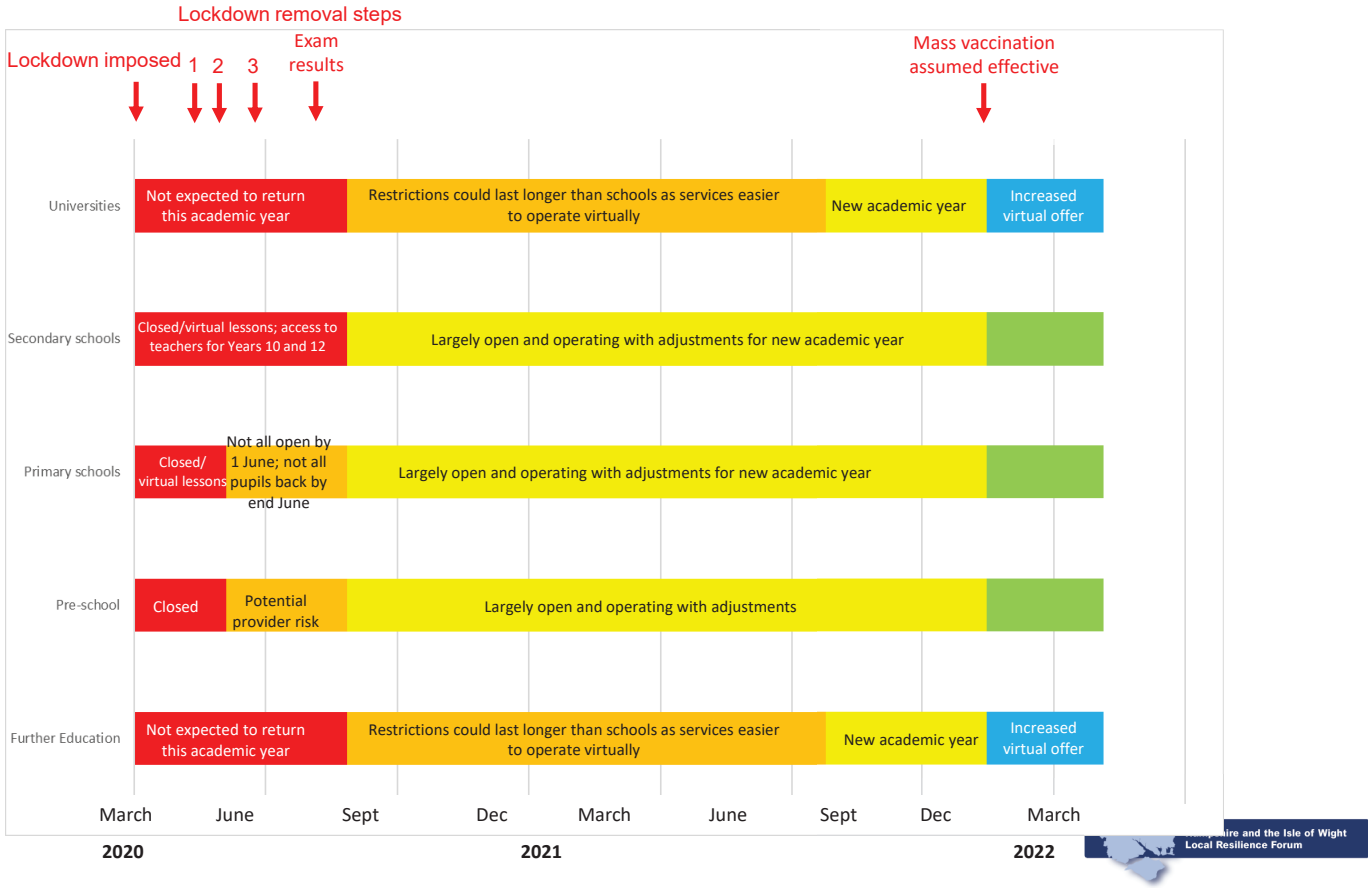 Lockdown removal steps
Lockdown imposed
1
2
3
Exam
results
Mass vaccination
assumed effective
Universities
Not expected to return
this academic year
Restrictions could last longer than schools as services easier
to operate virtually
New academic year
Increased
virtual offer
Secondary schools
Closed/virtual lessons; access to
teachers for Years 10 and 12
Largely open and operating with adjustments for new academic year
Primary schools
Closed/
virtual lessons
Not all open by
1 June; not all
pupils back by
end June
Largely open and operating with adjustments for new academic year
Pre-school
Closed
Potential
provider risk
Largely open and operating with adjustments
Further Education
Not expected to return
this academic year
Restrictions could last longer than schools as services easier
to operate virtually
New academic year
Increased
virtual offer
March
June
Sept
Dec
March
June
Sept
Dec
March
2020
2021
2022
and the Isle of Wight
Local Resilience Forum